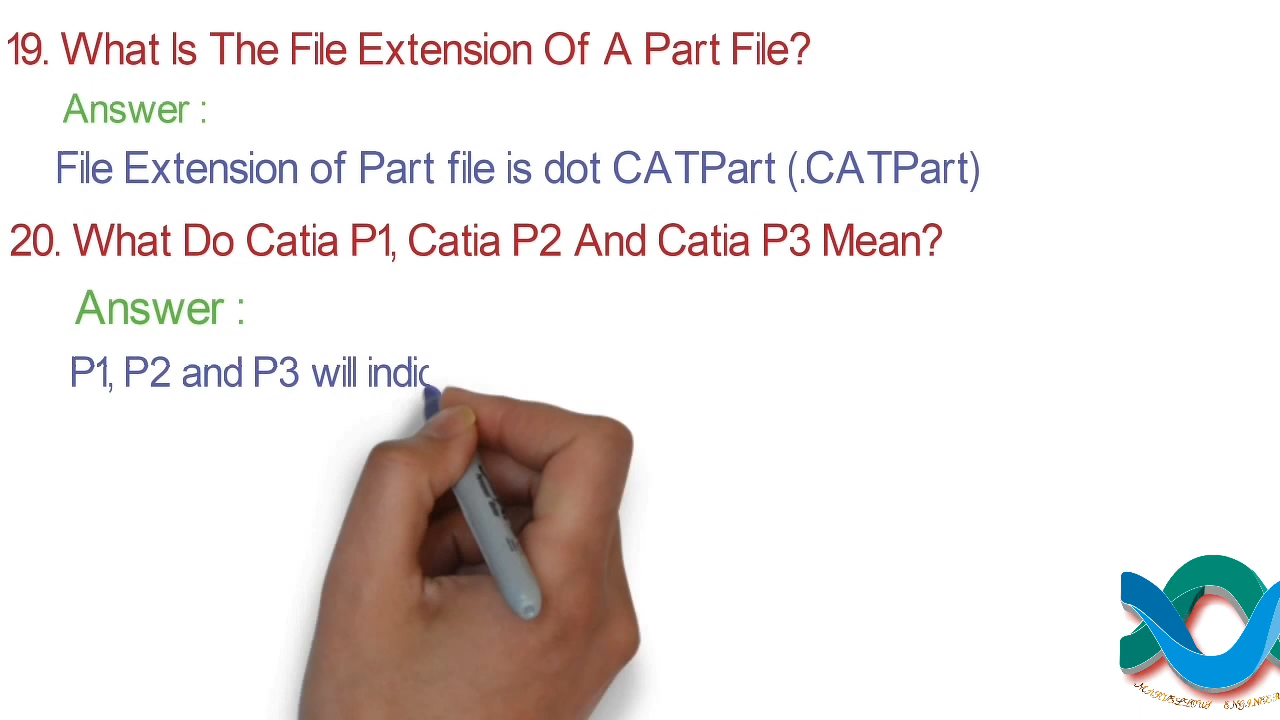 19. What Is The File Extension Of A Part File?
Answer :
File Extension of Part file is dot CATPart (.CATPart)
20. What Do Catia P1, Catia P2 And Catia P3 Mean?
Answer :
P1, P2 and P3 will indic